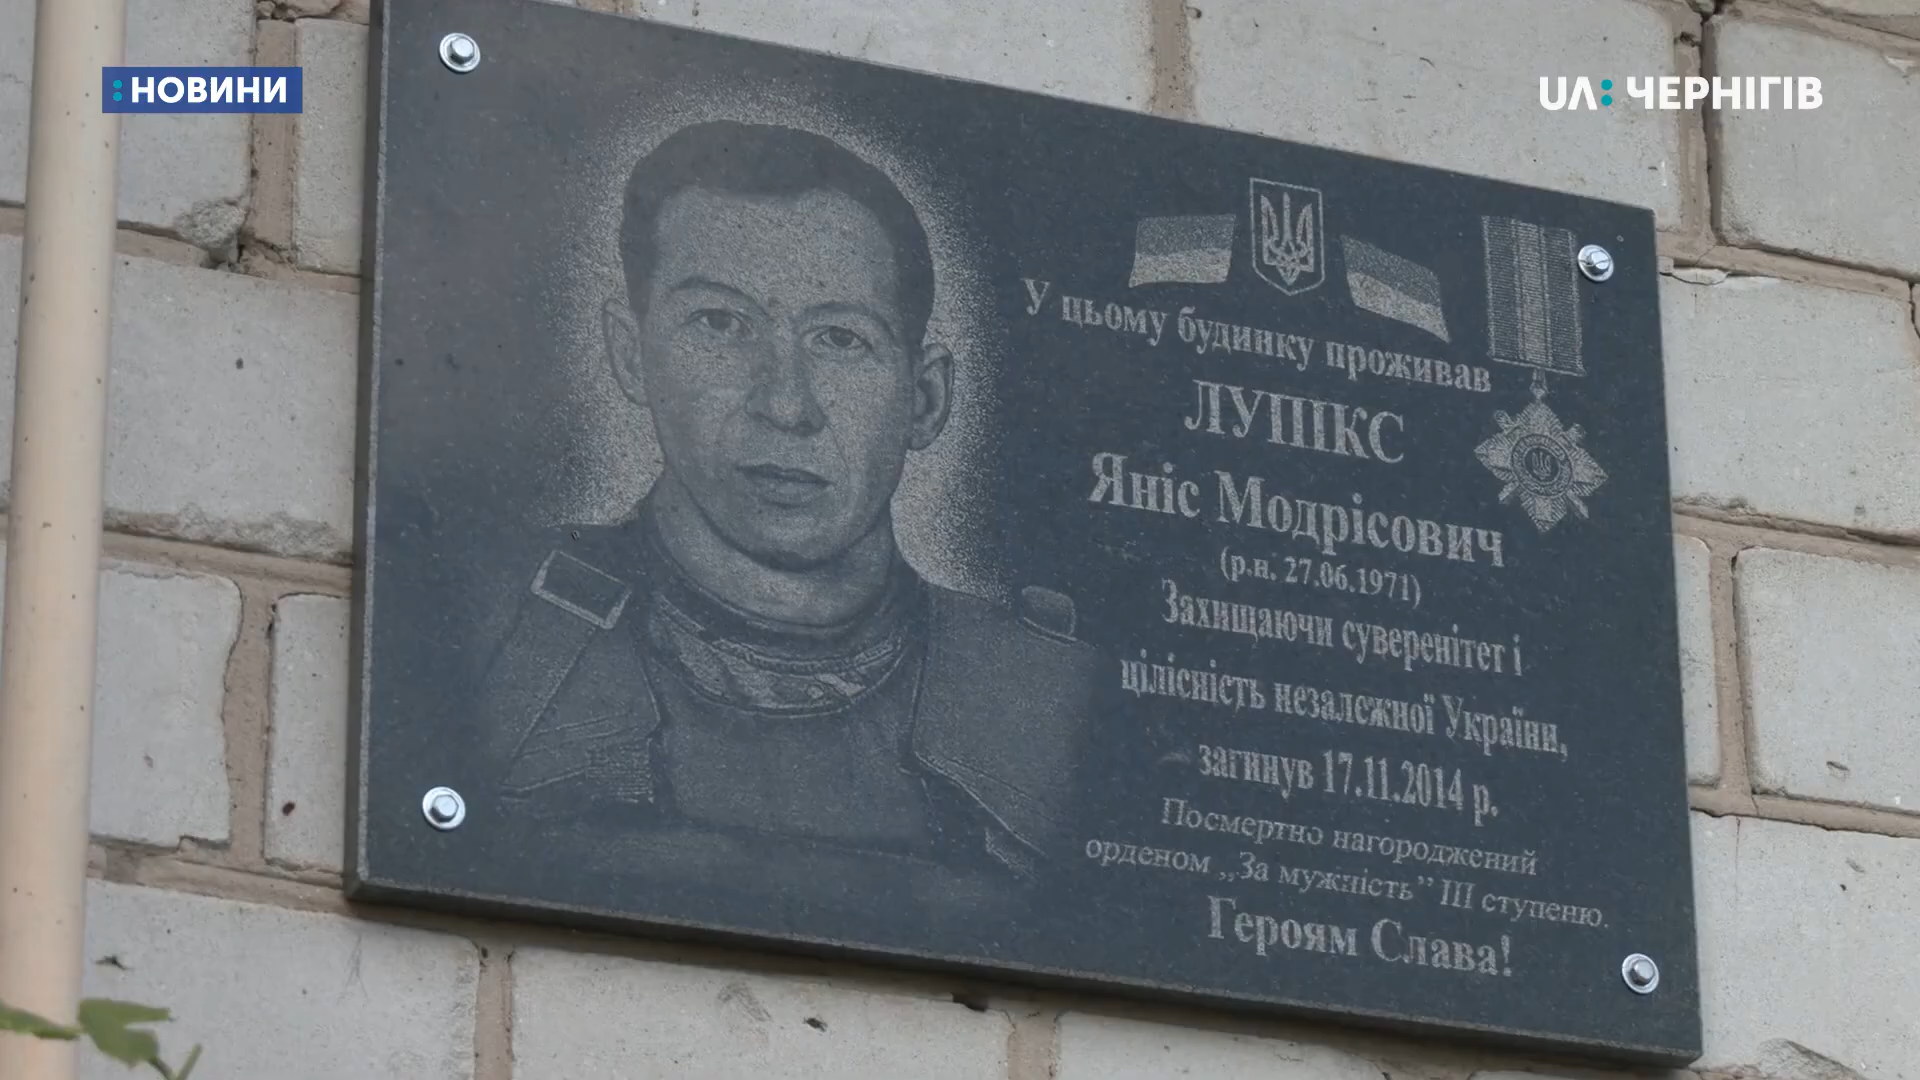 :НОВИНИ
UA: ЧЕРНІГІВ
У цьому будинку проживав
ЛУПІКС
Яніс Модрісович
(р.н. 27.06.1971)
Захищаючи суверенітет і
цілісність незалежної України,
загинув 17.11.2014 р.
Посмертно нагороджений
орденом „За мужність” III ступеню.
Героям Слава!